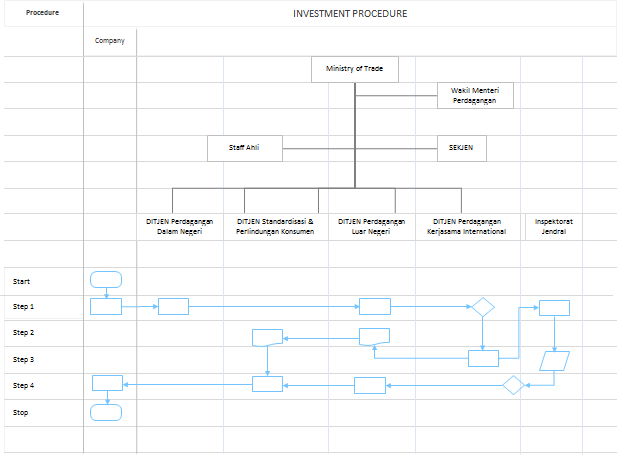 Procedure
INVESTMENT PROCEDURE
Company
Ministry of Trade
Wakil Menteri
Perdagangan
Staff Ahli
SEKJEN
DITJEN Perdagangan
Dalam Negeri
DITJEN Standardisasi &
Perlindungan Konsumen
DITJEN Perdagangan
Luar Negeri
DITJEN Perdagangan
Kerjasama International
Inspektorat
Jendral
Start
Step 1
Step 2
Step 3
Step 4
Stop